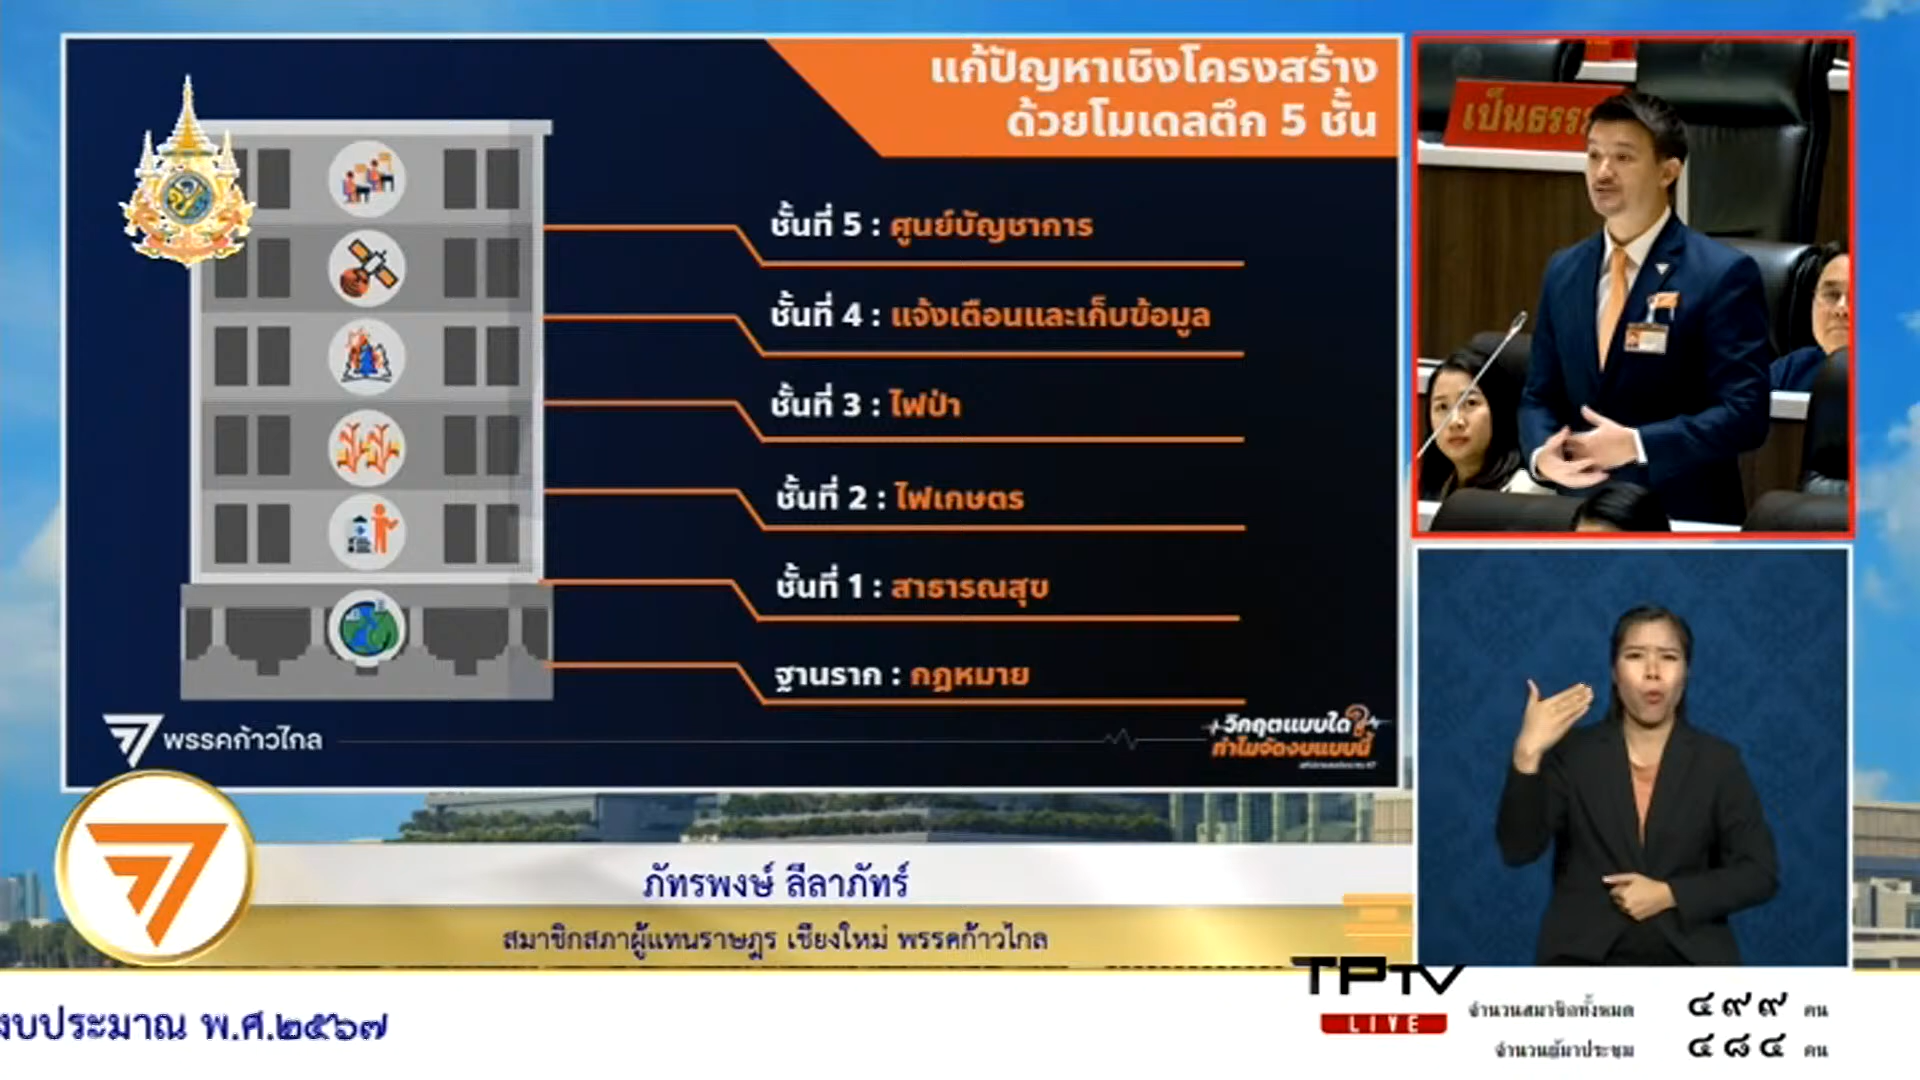 แก้ปัญหาเชิงโครงสร้าง
ด้วยโมเดลตึก 5 ชั้น
ชั้นที่ 5 : ศูนย์บัญชาการ
ชั้นที่ 4 : แจ้งเตือนและเก็บข้อมูล
ชั้นที่ 3 : ไฟป่า
ชั้นที่ 2 : ไฟเกษตร
ชั้นที่ 1 : สาธารณสุข
ฐานราก : กฎหมาย
พรรคก้าวไกล
วิกฤตแบบใด?
ทำไมจัดงบแบบนี้
เป็นธรร
ภัทรพงษ์ ลีลาภัทร์
สมาชิกสภาผู้แทนราษฎร เชียงใหม่ พรรคก้าวไกล
งบประมาณ พ.ศ.๒๕๖๗
TPTV
LIVE
จำนวนสมาชิกทั้งหมด ๔๙๙ คน
จำนวนผู้มาประชุม ๔๘๔ คน